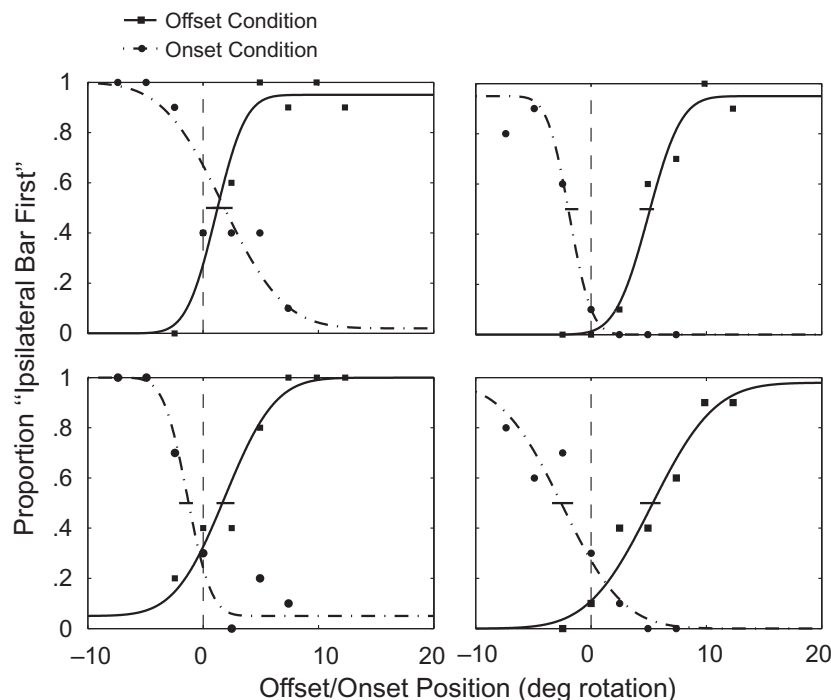 Offset Condition
Onset Condition
1
.8
.6
.4
.2
0
1
.8
.6
.4
.2
0
–10 0 10 20
–10 0 10 20
Proportion “Ipsilateral Bar First”
Offset/Onset Position (deg rotation)